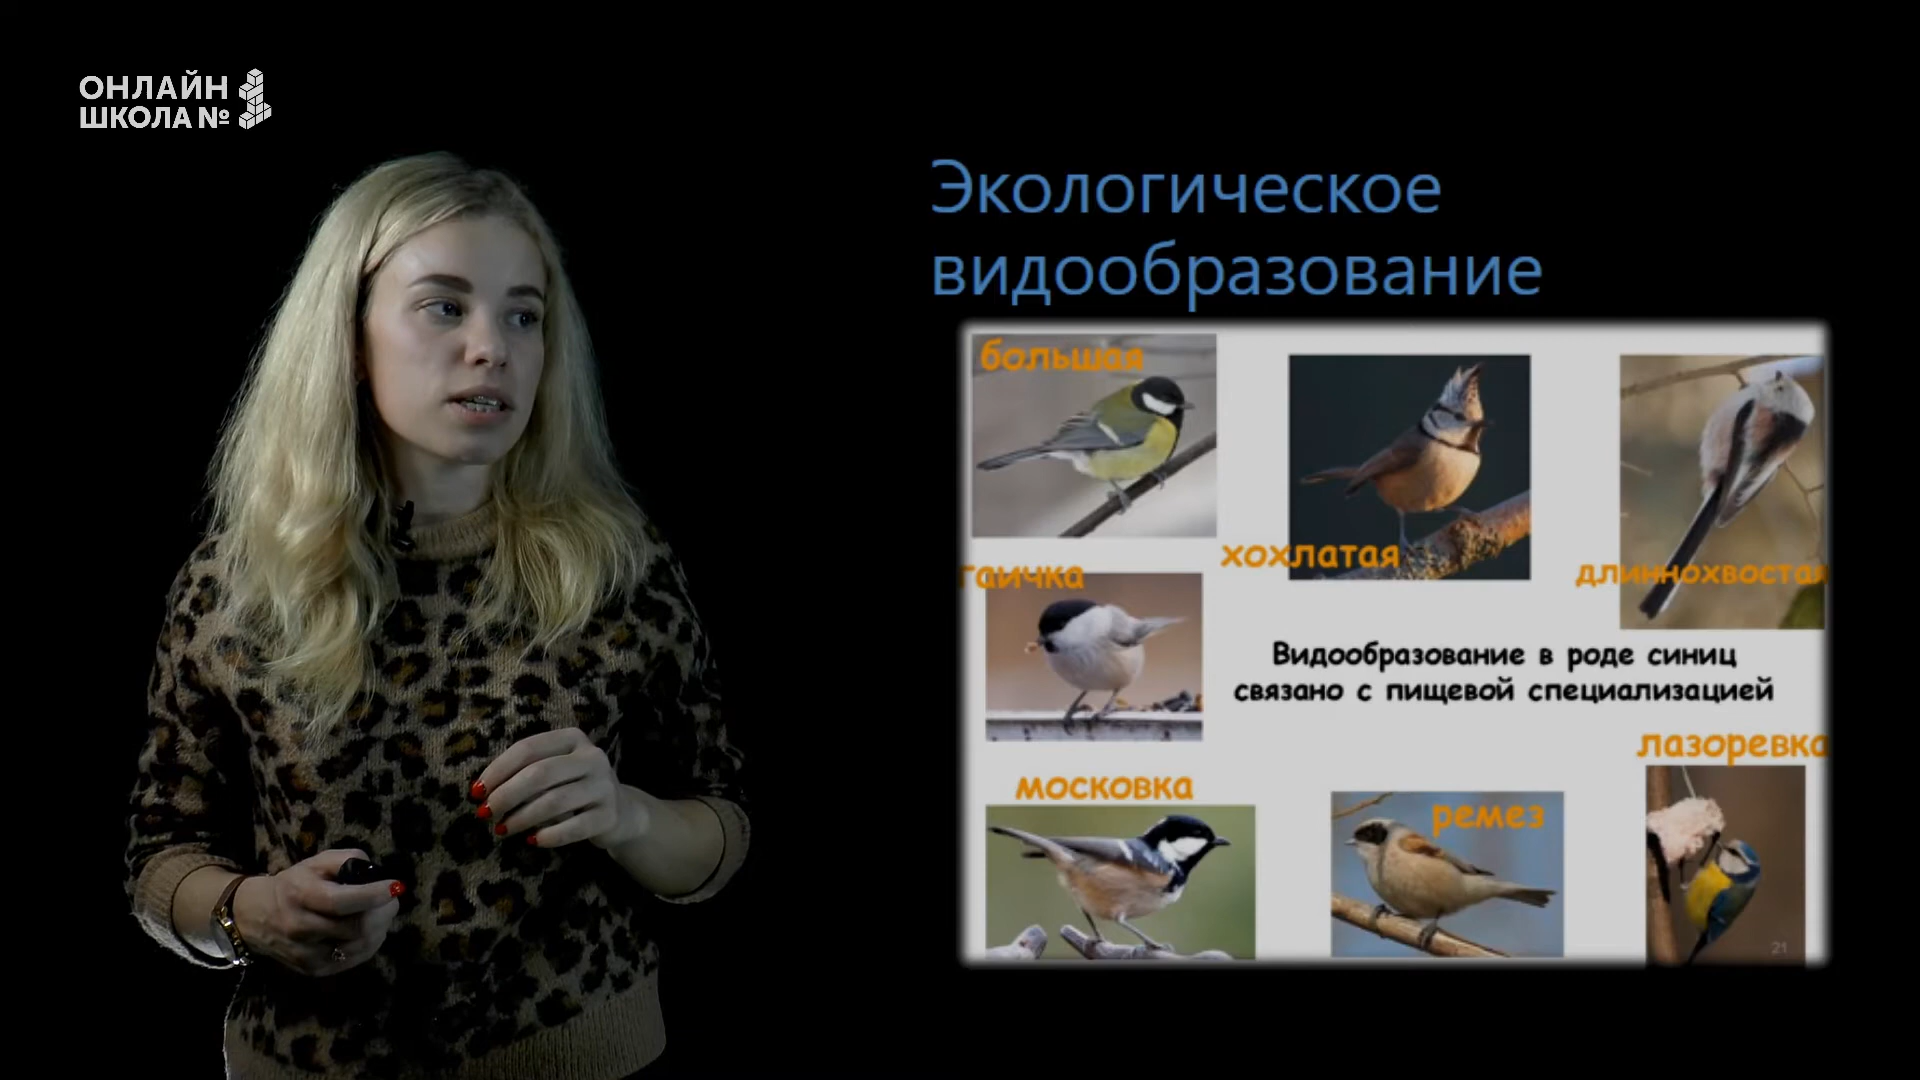 ОНЛАЙН
ШКОЛА №
Экологическое
видообразование
большая
хохлатая
длиннохвостая
гаичка
Видообразование в роде синиц
связано с пищевой специализацией
лазоревка
московка
ремез
21